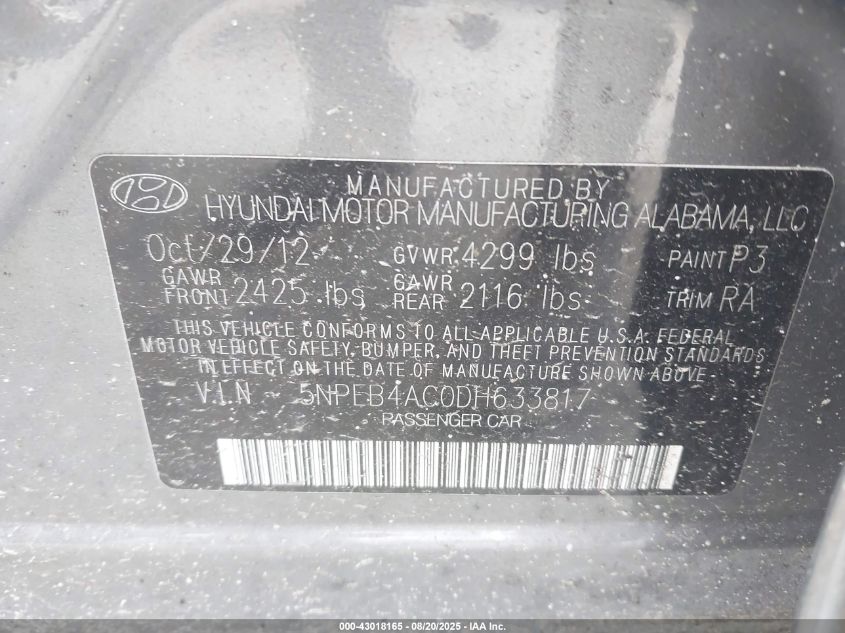 MANUFACTURED BY
HYUNDAI MOTOR MANUFACTURING ALABAMA, LLC
Oct/29/12 GVWR 4299 lbs PAINT P3
GAWR FRONT 2425 lbs GAWR REAR 2116 lbs TRIM RA
THIS VEHICLE CONFORMS TO ALL APPLICABLE U.S.A. FEDERAL
MOTOR VEHICLE SAFETY, BUMPER, AND THEFT PREVENTION STANDARDS
IN EFFECT ON THE DATE OF MANUFACTURE SHOWN ABOVE
V.I.N 5NPEB4AC0DH633817
PASSENGER CAR
000-43018165 - 08/20/2025 - IAA Inc.